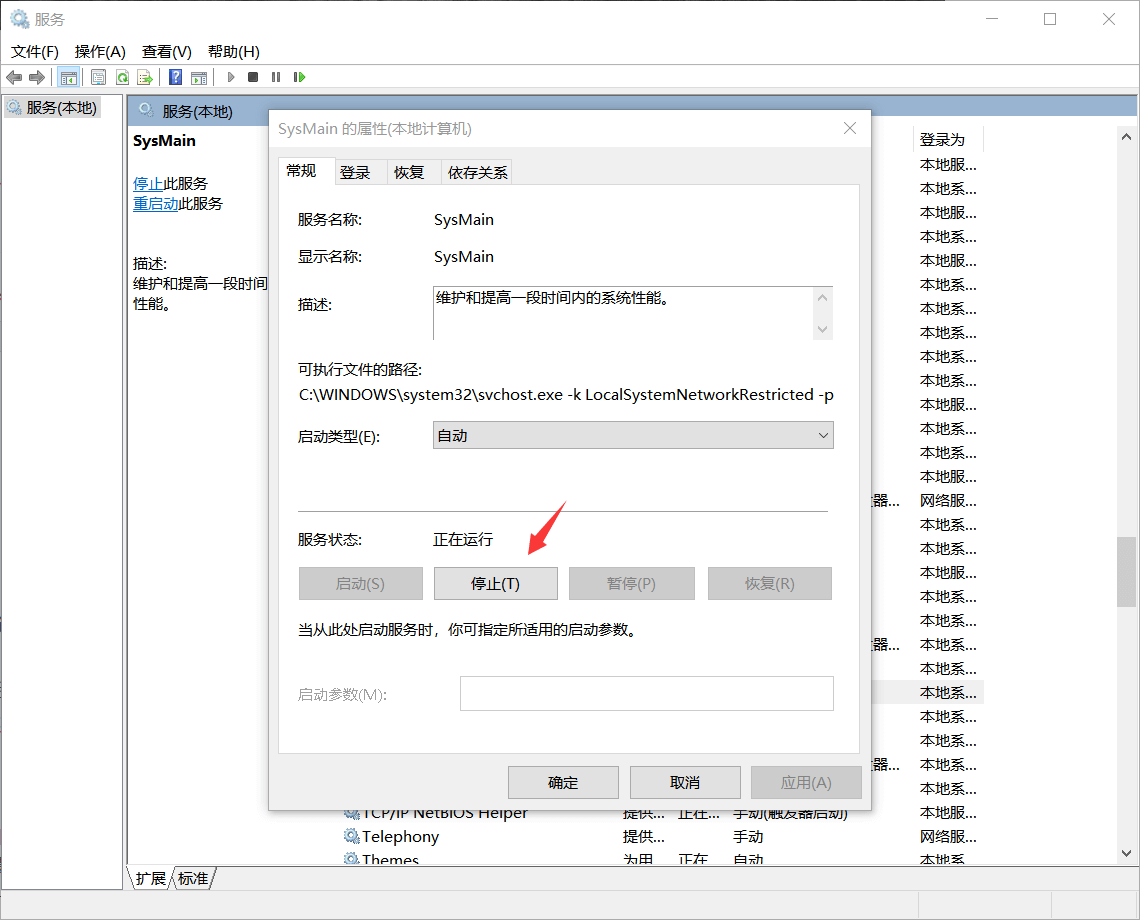 服务
文件(F) 操作(A) 查看(V) 帮助(H)
服务(本地)
服务(本地)
SysMain
停止此服务
重启动此服务
描述:
维护和提高一段时间
性能。
SysMain 的属性(本地计算机)
常规 登录 恢复 依存关系
服务名称: SysMain
显示名称: SysMain
描述: 维护和提高一段时间内的系统性能。
可执行文件的路径:
C:\WINDOWS\system32\svchost.exe -k LocalSystemNetworkRestricted -p
启动类型(E): 自动
服务状态: 正在运行
启动(S) 停止(T) 暂停(P) 恢复(R)
当从此处启动服务时，你可指定所适用的启动参数。
启动参数(M):
确定 取消 应用(A)
登录为
本地服...
本地系...
本地服...
本地系...
本地服...
本地系...
本地系...
本地系...
本地系...
本地系...
本地服...
本地系...
本地系...
本地服...
器... 网络服...
本地系...
本地系...
本地服...
本地系...
本地系...
器... 本地系...
本地系...
本地系...
本地系...
本地系...
器... 本地系...
本地系...
TCP/IP NetBIOS Helper 提供... 正在... 手动(触发器启动) 本地服...
Telephony 提供... 手动 网络服...
Themes 为用 正在 自动 本地系
扩展 标准